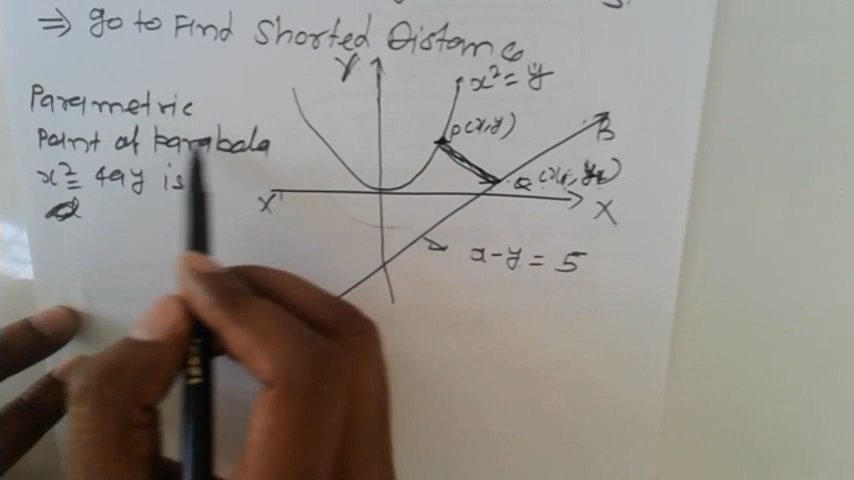 ⇒ go to Find Shorted Distance
Y
x² = y
Parametric
P(x,y)
B
Point of Parabola
x² = 4ay is
Q (x₁, y₁)
X'
X
x-y = 5